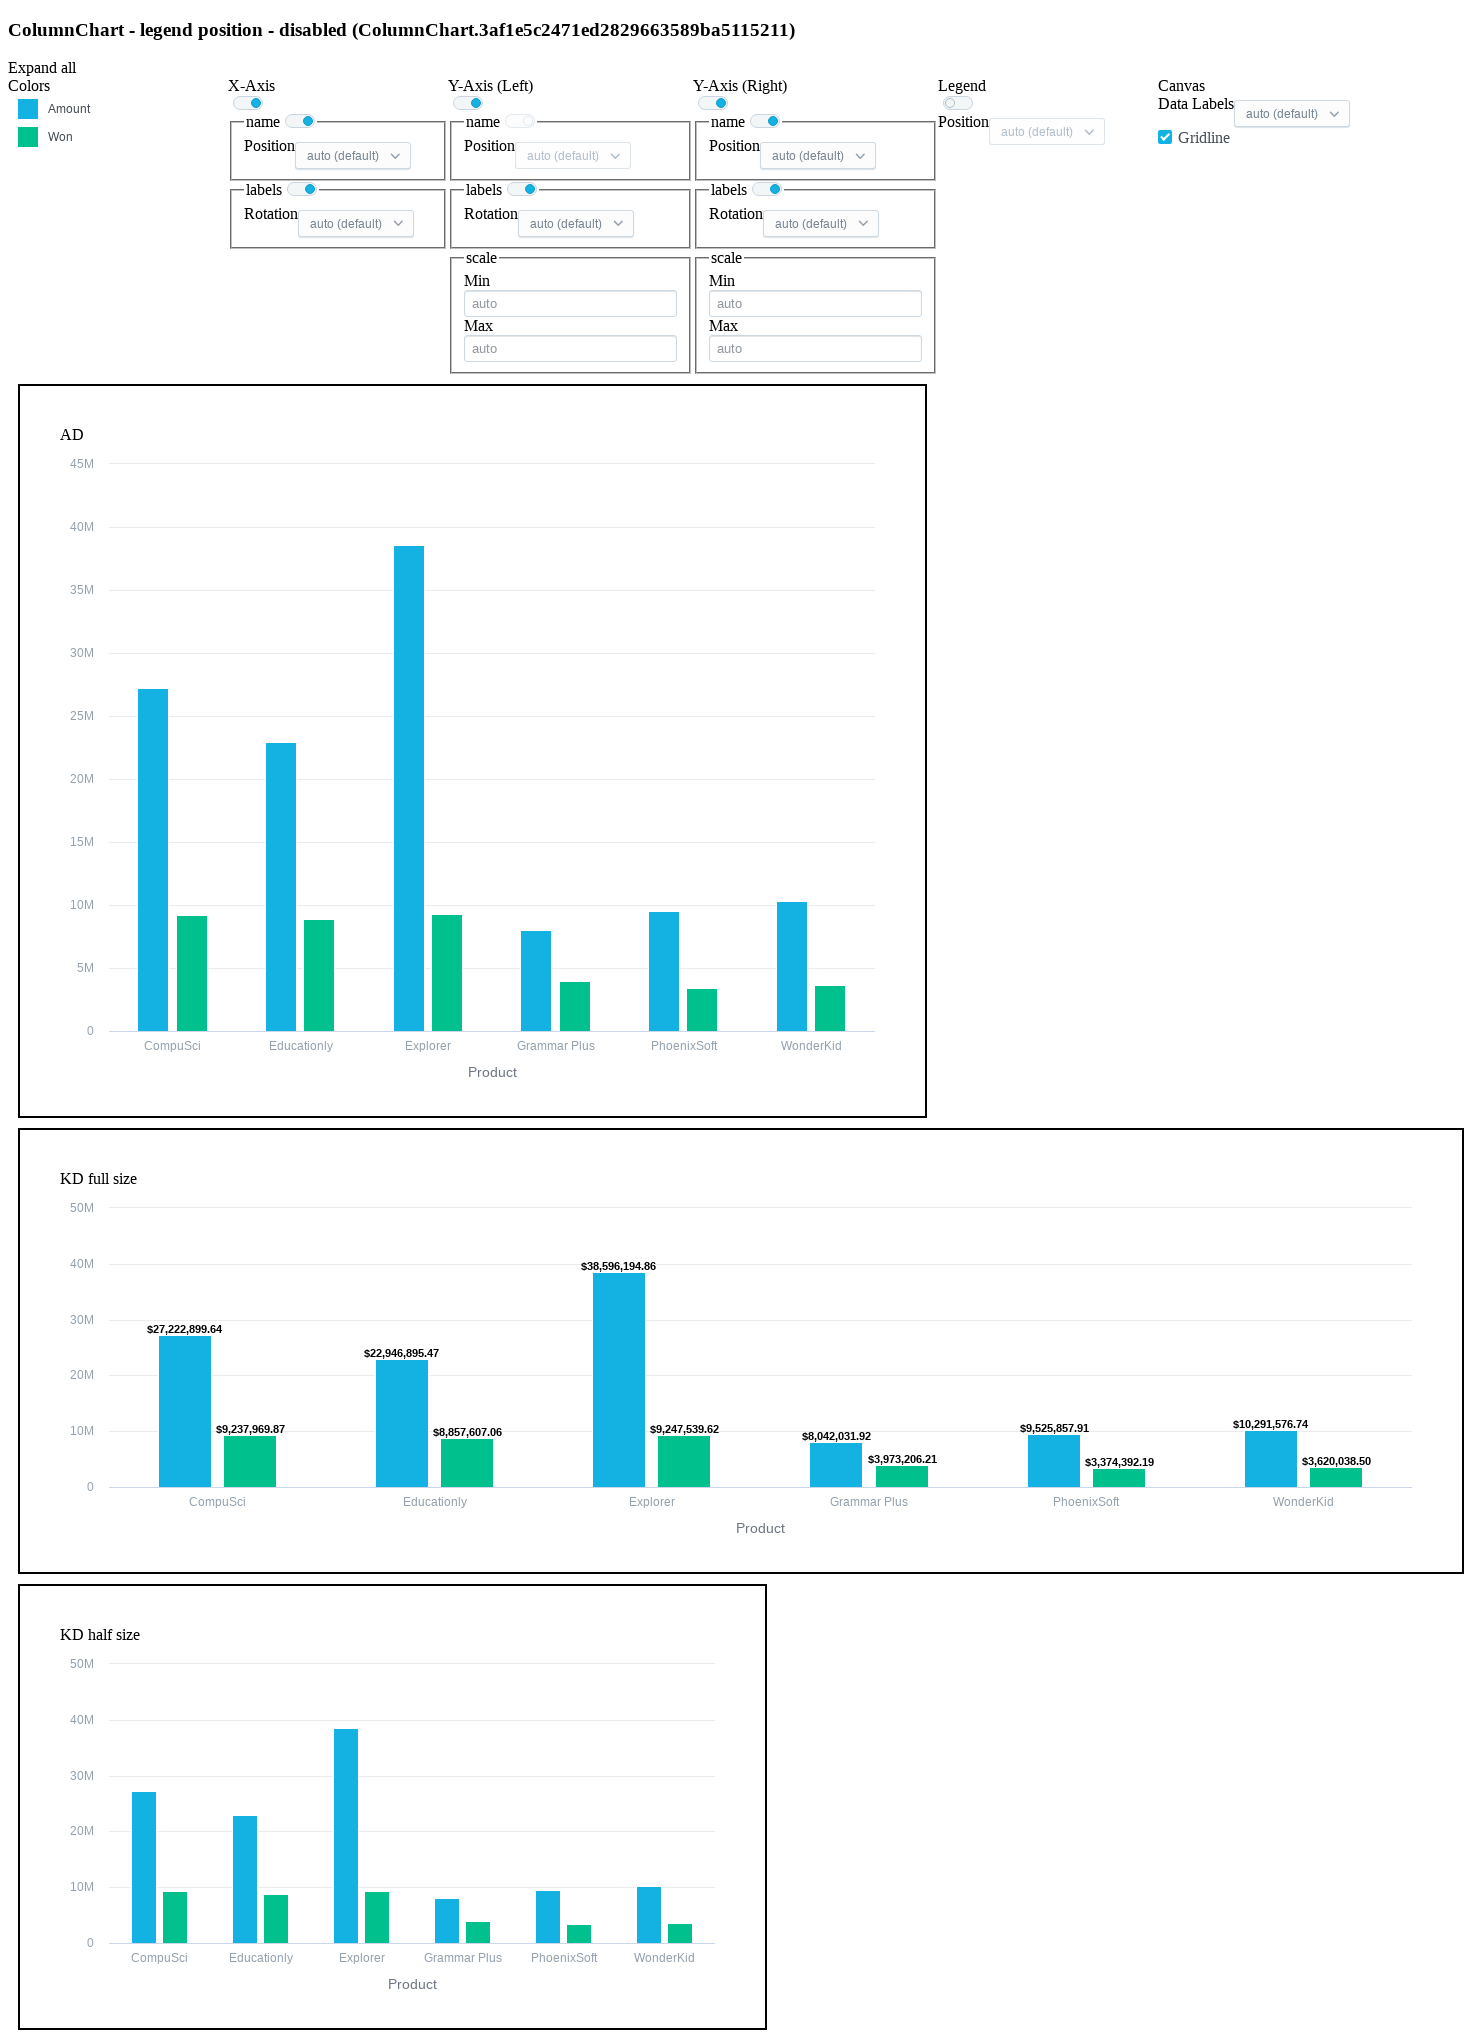 ColumnChart - legend position - disabled (ColumnChart.3af1e5c2471ed2829663589ba5115211)
Expand all
Colors
Amount
Won
X-Axis
name
Position auto (default)
labels
Rotation auto (default)
Y-Axis (Left)
name
Position auto (default)
labels
Rotation auto (default)
scale
Min
auto
Max
auto
Y-Axis (Right)
name
Position auto (default)
labels
Rotation auto (default)
scale
Min
auto
Max
auto
Legend
Position auto (default)
Canvas
Data Labels auto (default)
Gridline
AD
45M
40M
35M
30M
25M
20M
15M
10M
5M
0
CompuSci Educationly Explorer Grammar Plus PhoenixSoft WonderKid
Product
KD full size
50M
40M
30M
20M
10M
0
$27,222,899.64
$9,237,969.87
$22,946,895.47
$8,857,607.06
$38,596,194.86
$9,247,539.62
$8,042,031.92
$3,973,206.21
$9,525,857.91
$3,374,392.19
$10,291,576.74
$3,620,038.50
CompuSci Educationly Explorer Grammar Plus PhoenixSoft WonderKid
Product
KD half size
50M
40M
30M
20M
10M
0
CompuSci Educationly Explorer Grammar Plus PhoenixSoft WonderKid
Product